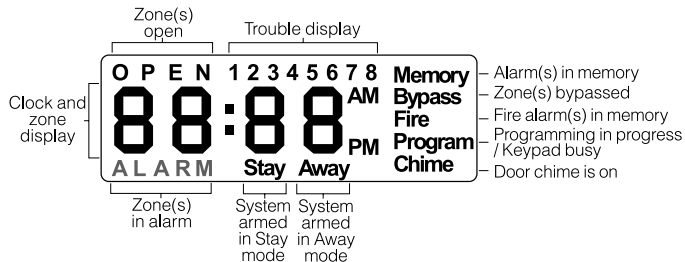 Zone(s)
open
Trouble display
O P E N 1 2 3 4 5 6 7 8
Memory
Alarm(s) in memory
Clock and
zone
display
88:88
AM
Bypass
Zone(s) bypassed
Fire
Fire alarm(s) in memory
PM
Program
Programming in progress
/ Keypad busy
A L A R M
Stay
Away
Chime
Door chime is on
Zone(s)
in alarm
System
armed
in Stay
mode
System
armed
in Away
mode